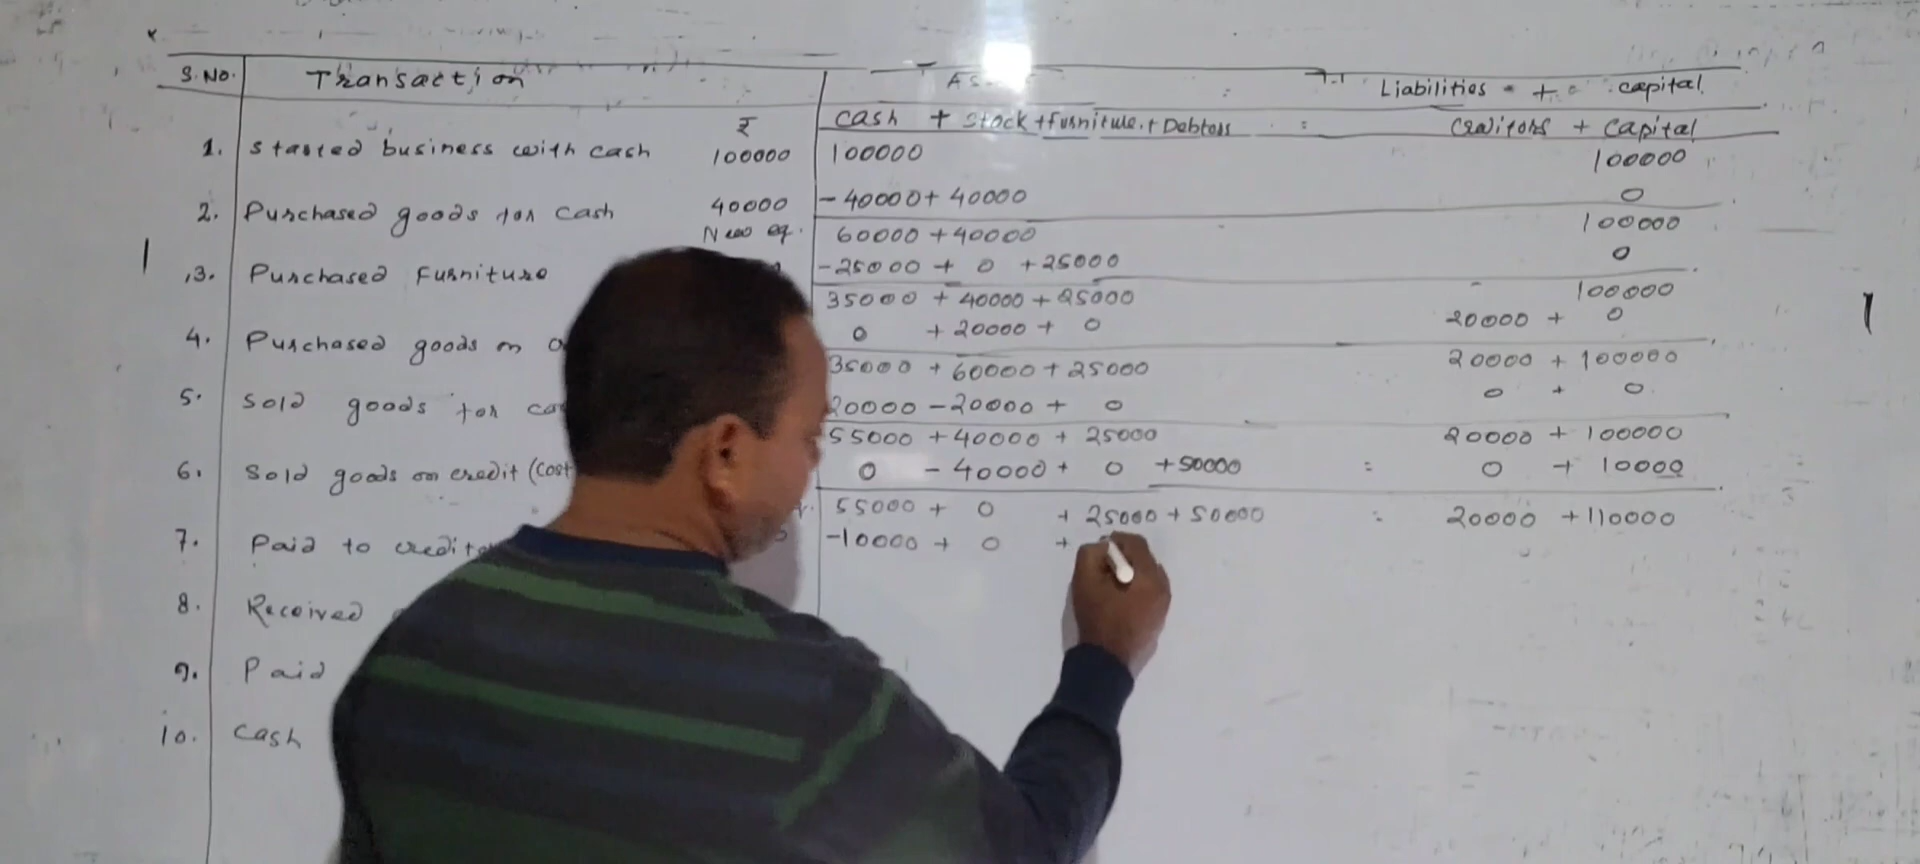 S.No. Transaction As : Liabilities + capital.
₹ cash + stock + furniture + Debtors = Creditors + capital
1. Started business with cash 100000 100000 100000
2. Purchased goods for cash 40000 - 40000 + 40000 0
New eq. 60000 + 40000 100000
3. Purchased Furniture - 25000 + 0 + 25000 0
35000 + 40000 + 25000 100000
4. Purchased goods on 0 + 20000 + 0 20000 + 0
35000 + 60000 + 25000 20000 + 100000
5. Sold goods for 20000 - 20000 + 0 0 + 0
55000 + 40000 + 25000 20000 + 100000
6. Sold goods on credit (Cost 0 - 40000 + 0 + 50000 = 0 + 10000
55000 + 0 + 25000 + 50000 = 20000 + 110000
7. Paid to -10000 + 0 +
8. Received
9. Paid
10. Cash